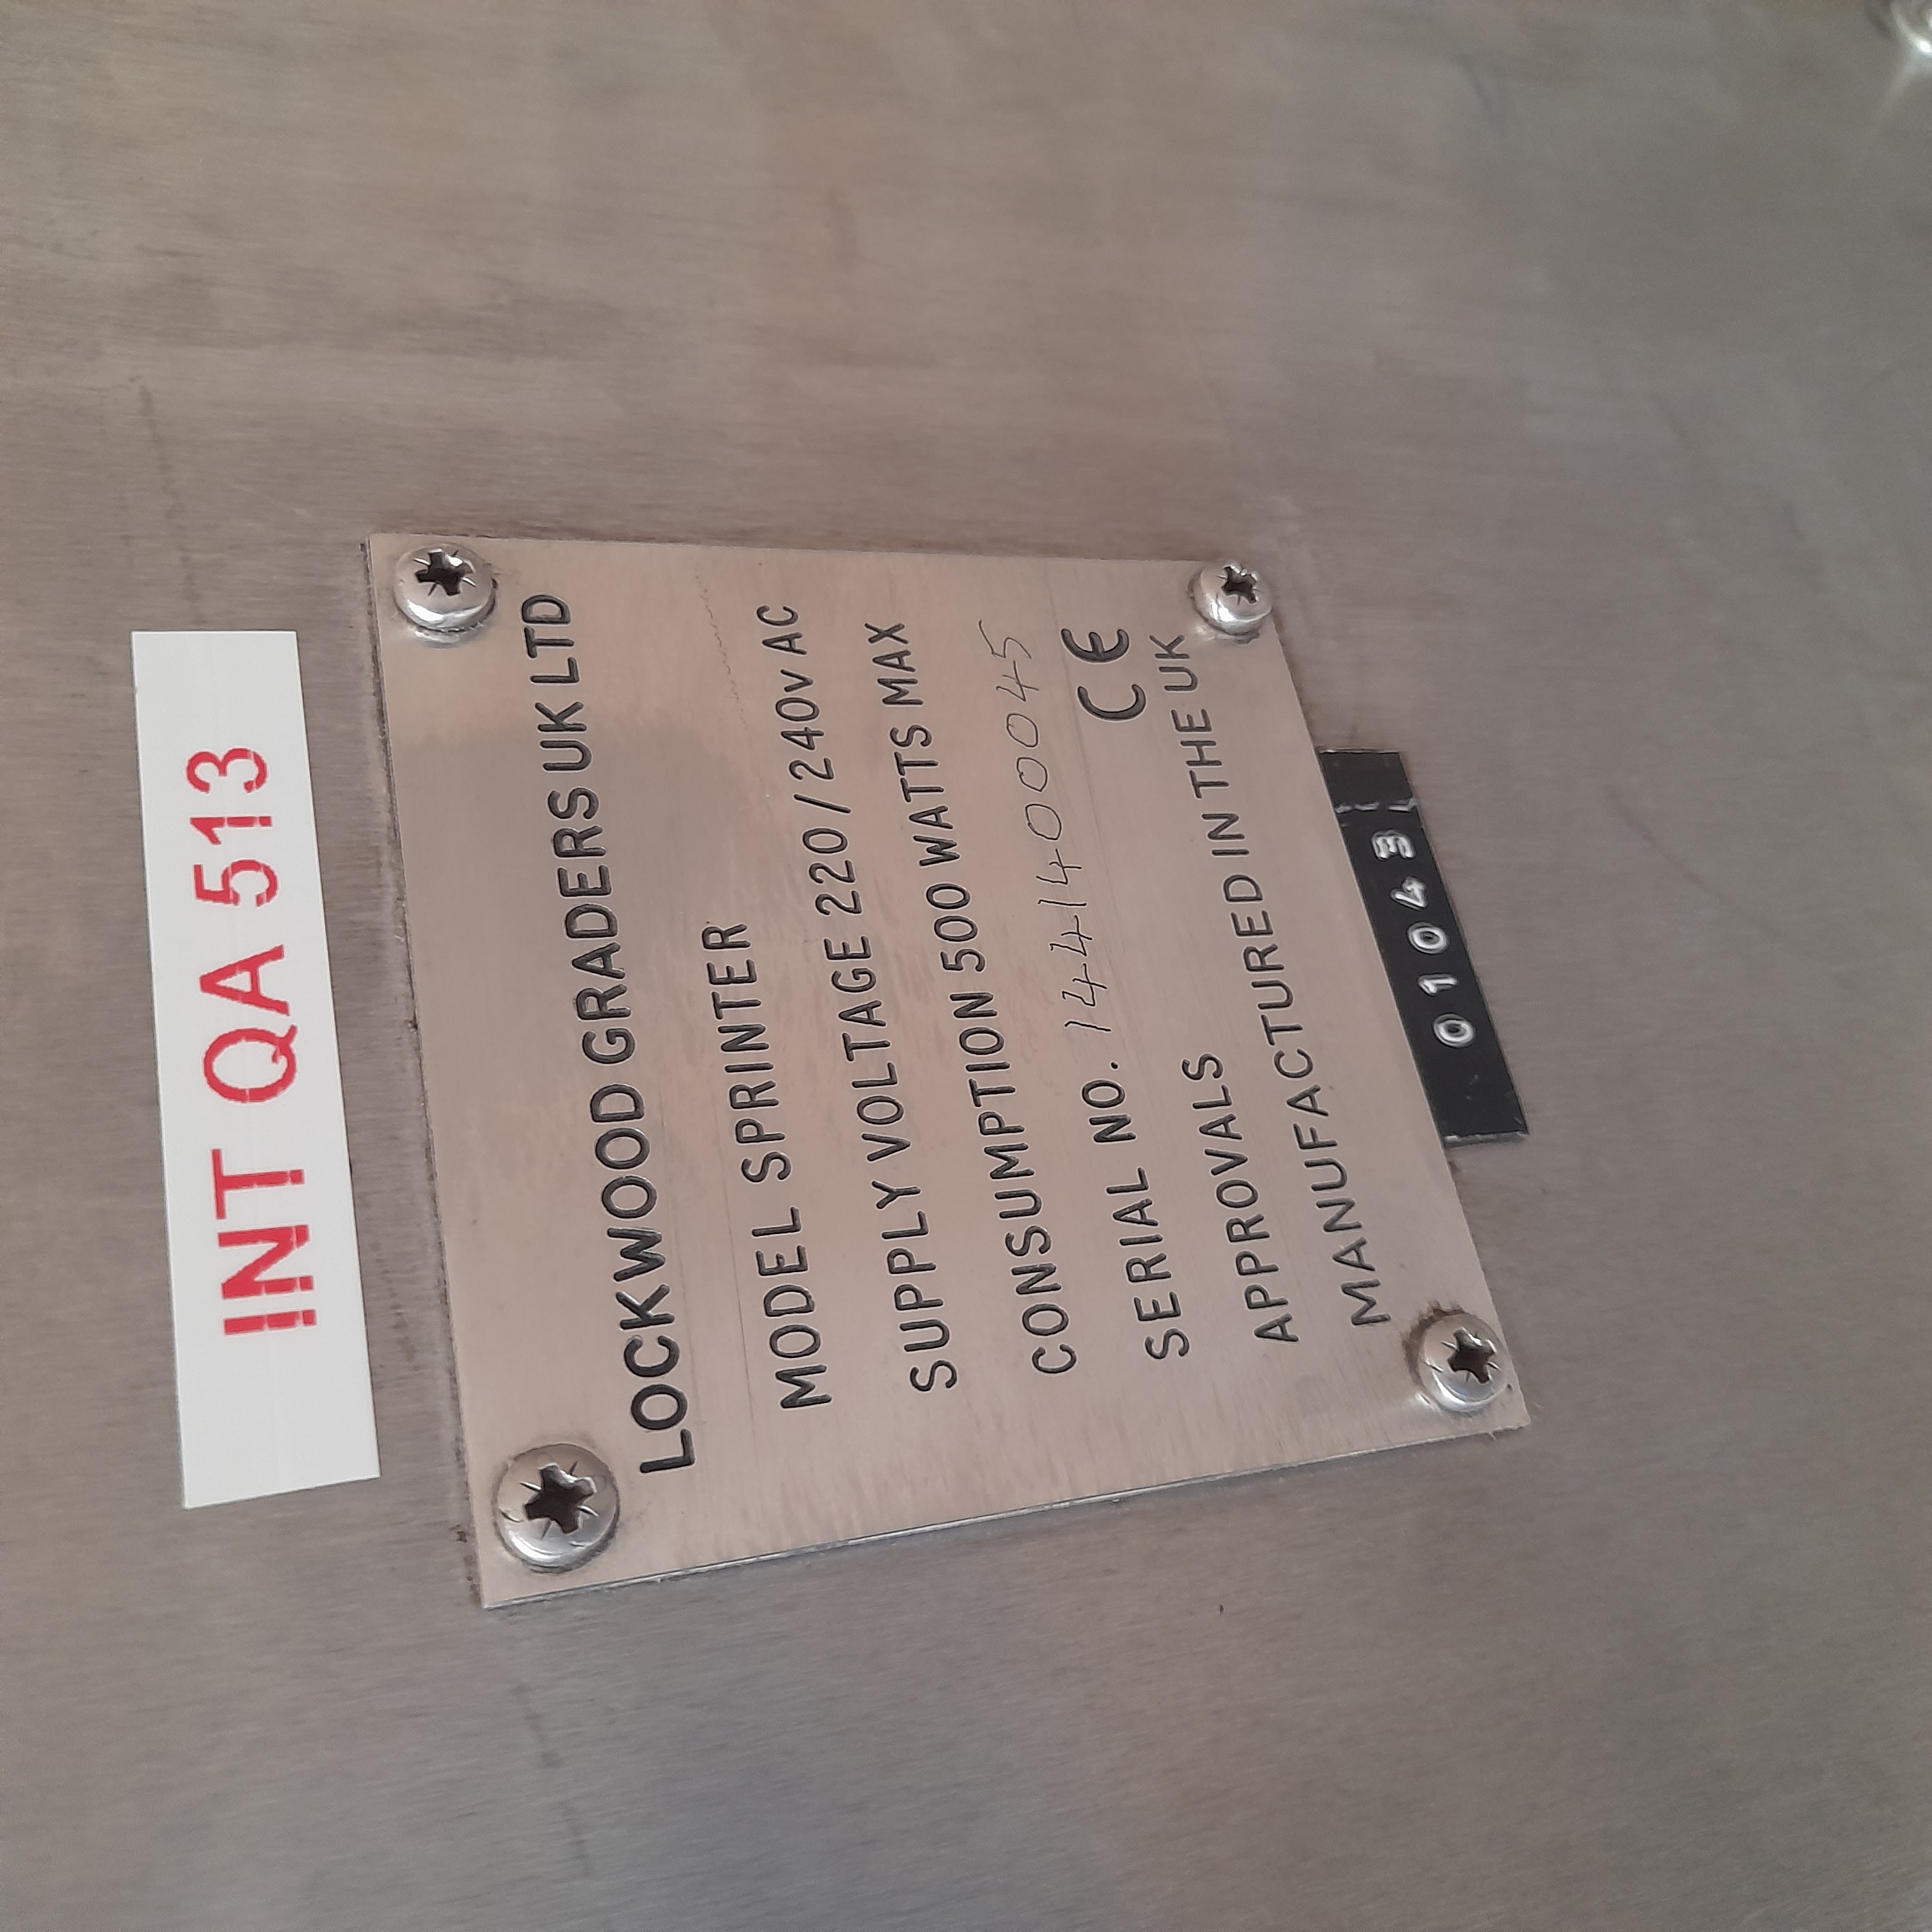 INT QA 513
LOCKWOOD GRADERS UK LTD
MODEL SPRINTER
SUPPLY VOLTAGE 220/240V AC
CONSUMPTION 500 WATTS MAX
SERIAL NO. 1441400045
APPROVALS CE
MANUFACTURED IN THE UK
01043